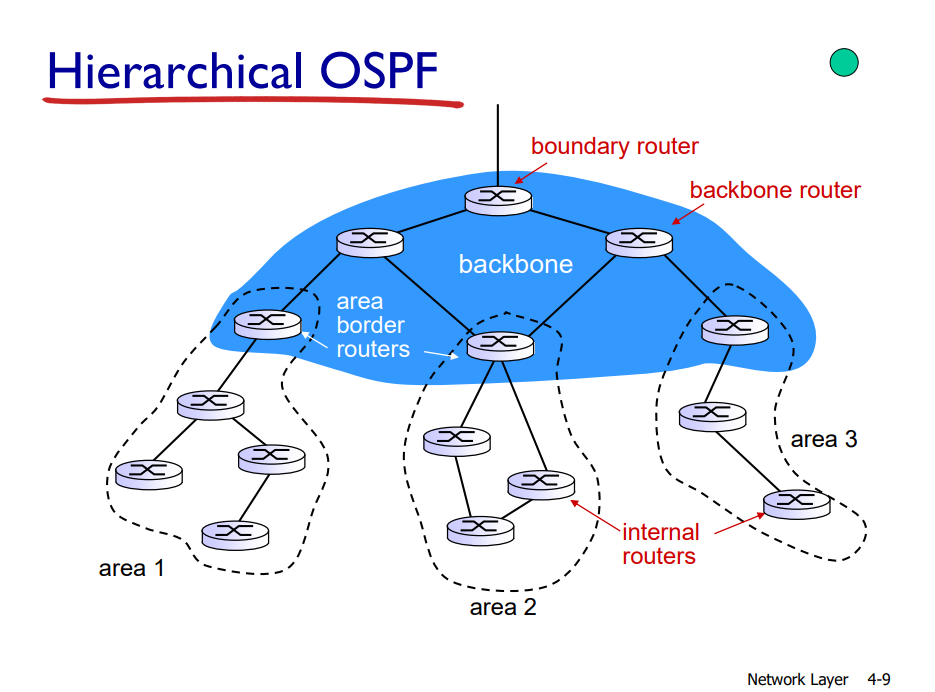 Hierarchical OSPF
boundary router
backbone router
backbone
area
border
routers
area 3
internal
routers
area 1
area 2
Network Layer 4-9